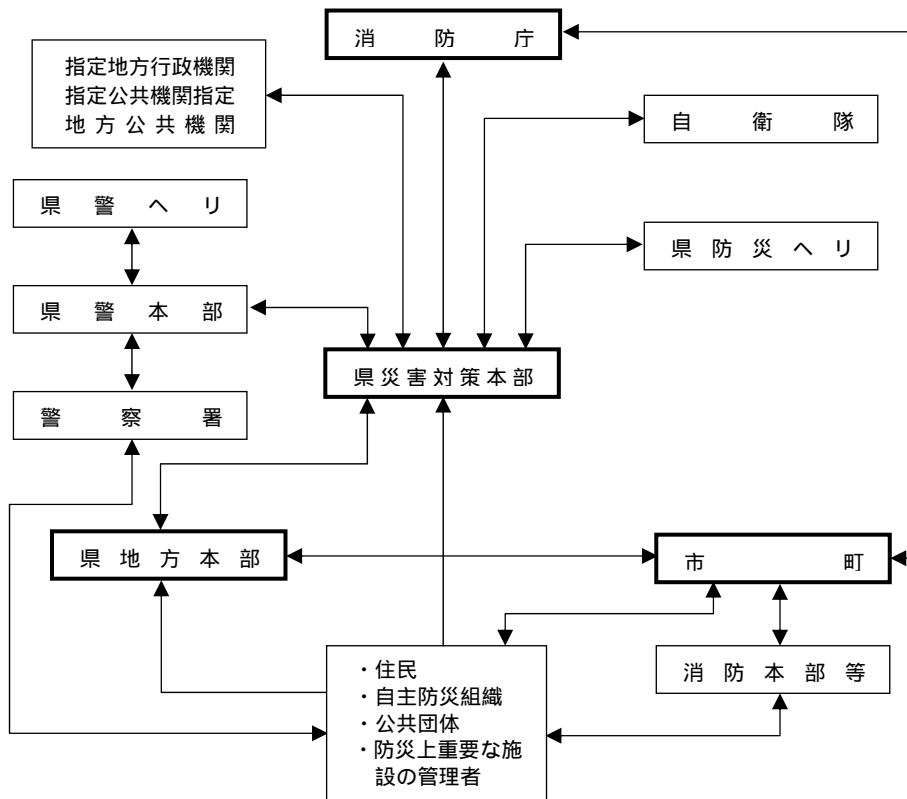 消防庁
指定地方行政機関
指定公共機関指定
地方公共機関
自衛隊
県警ヘリ
県防災ヘリ
県警本部
県災害対策本部
警察署
県地方本部
市町
・住民
・自主防災組織
・公共団体
・防災上重要な施
設の管理者
消防本部等